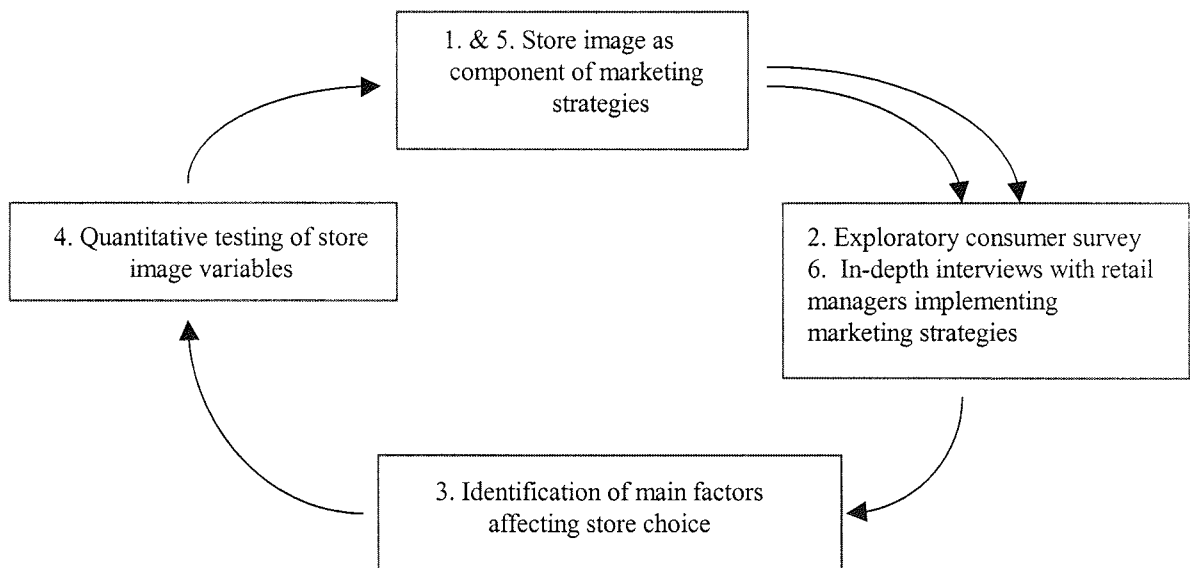 1. & 5. Store image as
component of marketing
strategies
4. Quantitative testing of store
image variables
2. Exploratory consumer survey
6. In-depth interviews with retail
managers implementing
marketing strategies
3. Identification of main factors
affecting store choice